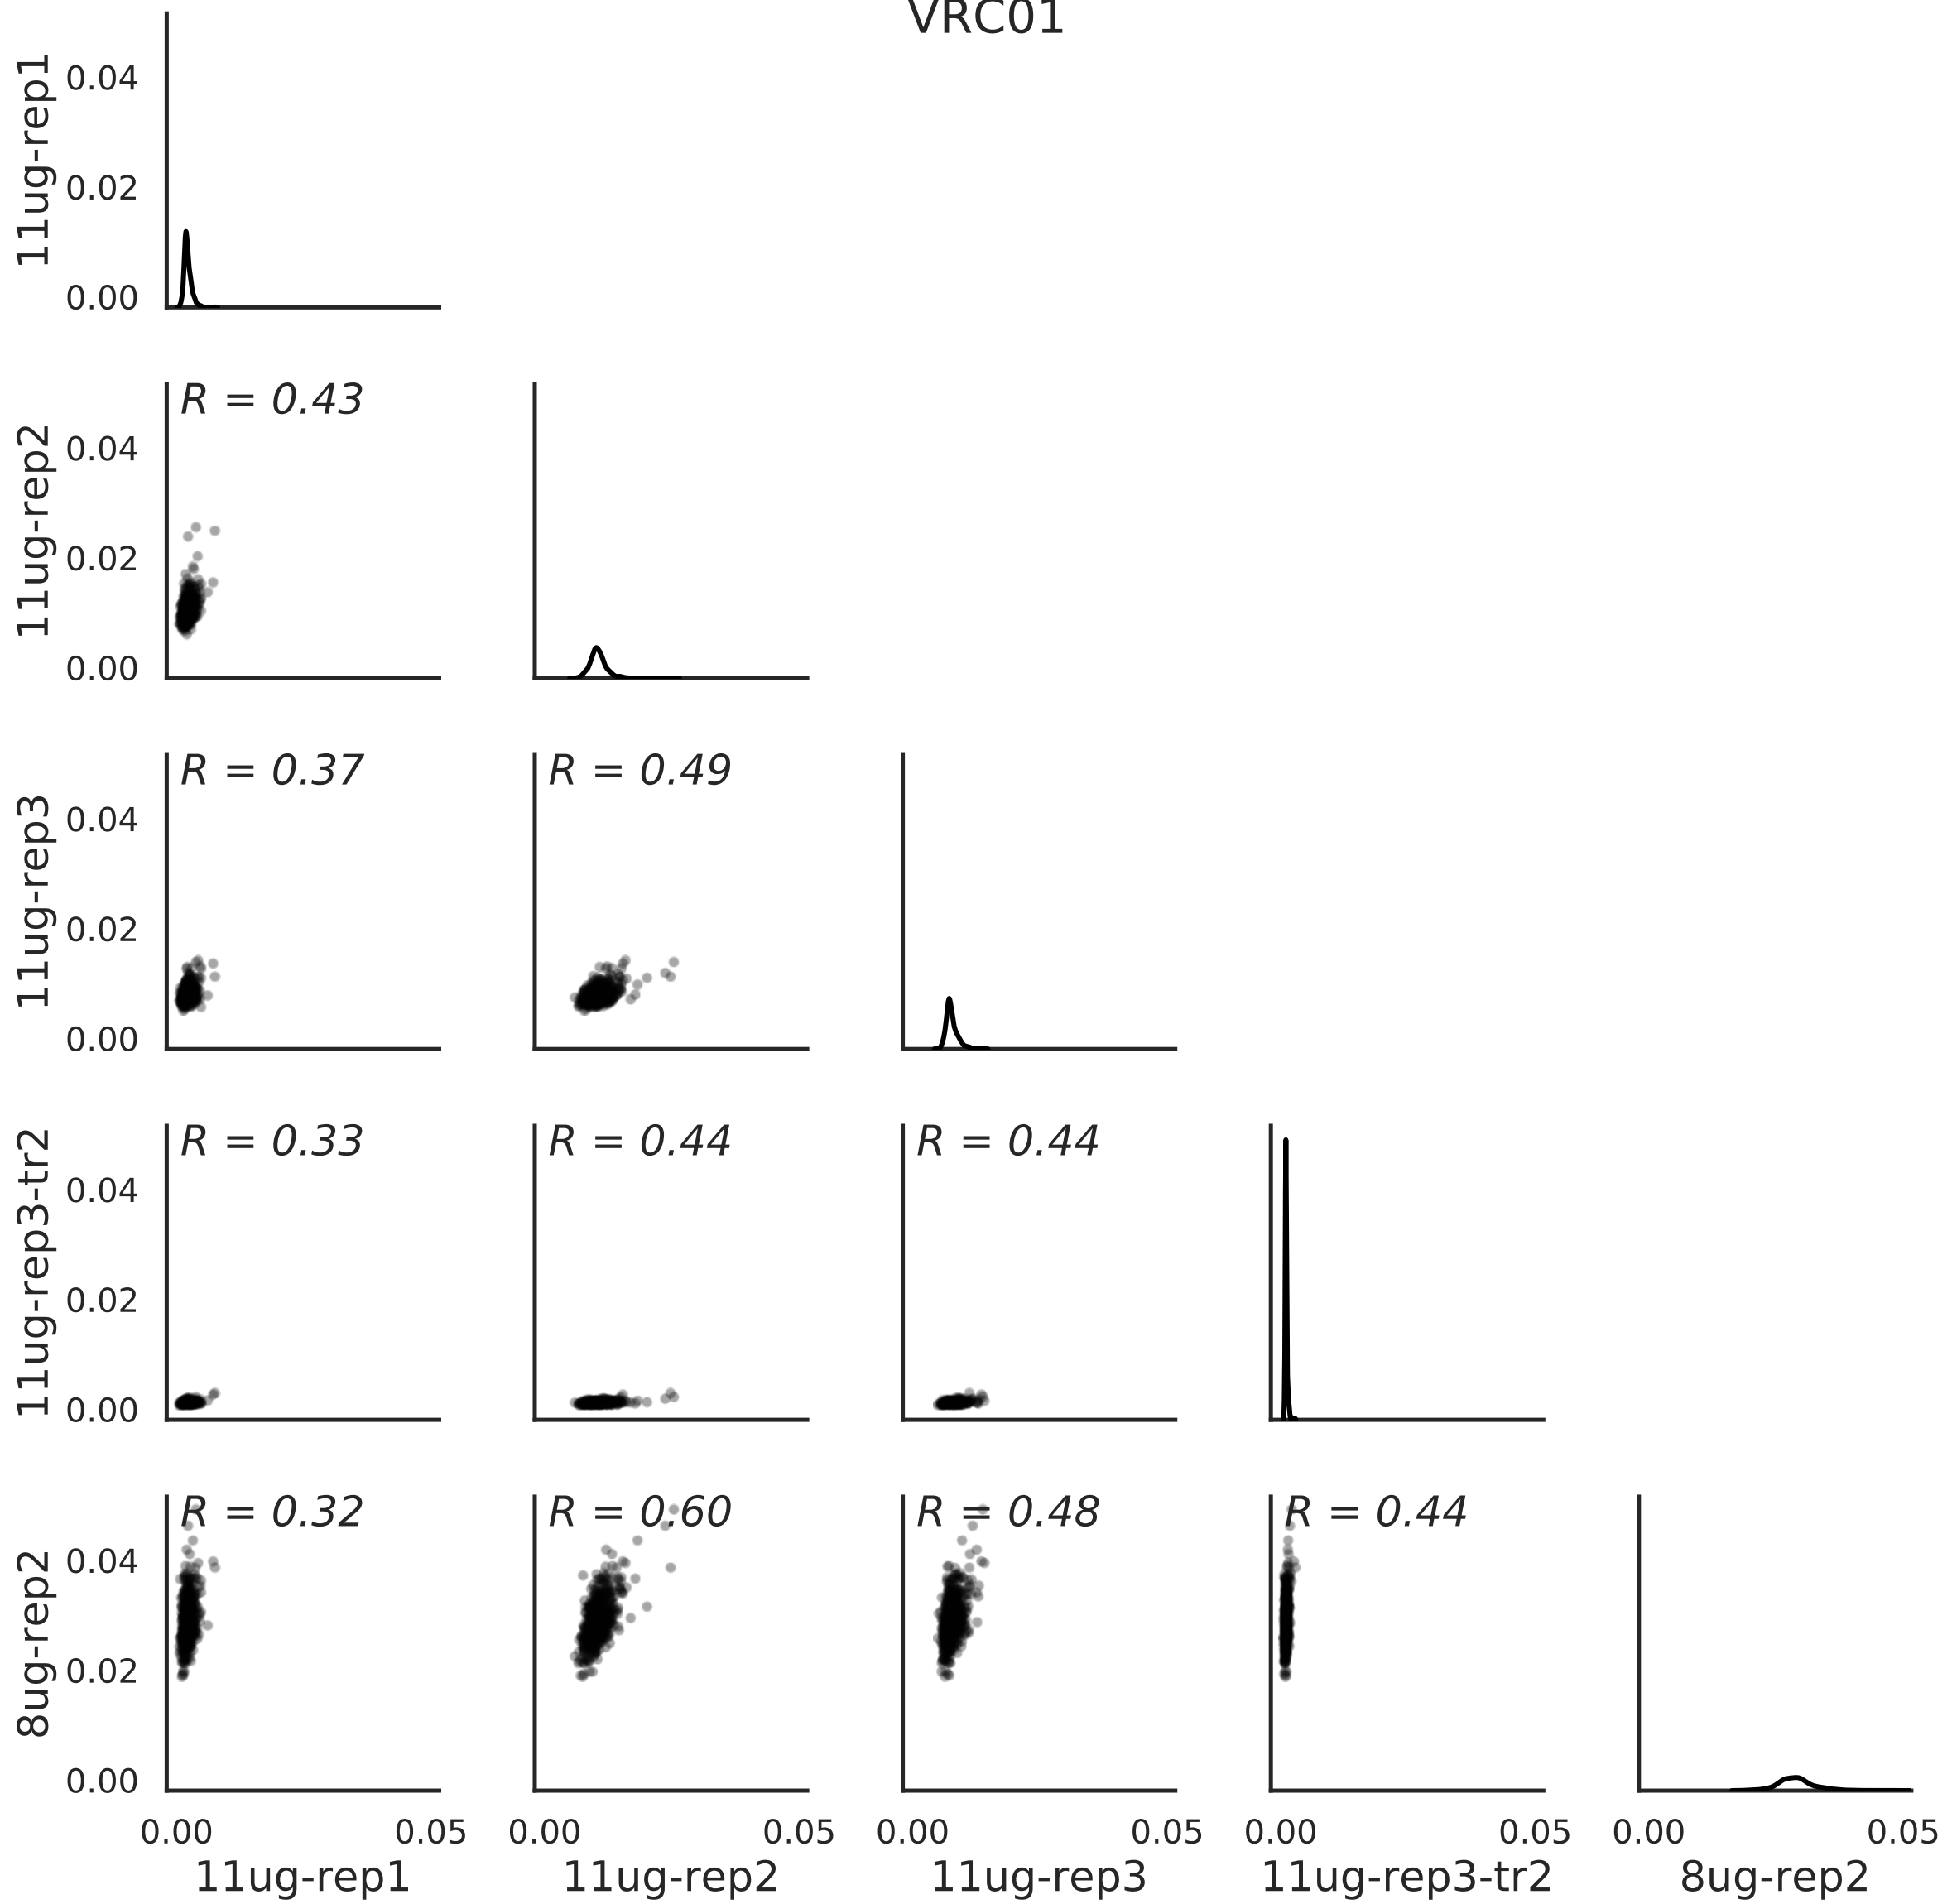 VRC01
11ug-rep1
0.04
0.02
0.00
11ug-rep2
0.04
0.02
0.00
R = 0.43
11ug-rep3
0.04
0.02
0.00
R = 0.37
R = 0.49
11ug-rep3-tr2
0.04
0.02
0.00
R = 0.33
R = 0.44
R = 0.44
8ug-rep2
0.04
0.02
0.00
R = 0.32
R = 0.60
R = 0.48
R = 0.44
0.00 0.05
0.00 0.05
0.00 0.05
0.00 0.05
0.00 0.05
11ug-rep1
11ug-rep2
11ug-rep3
11ug-rep3-tr2
8ug-rep2